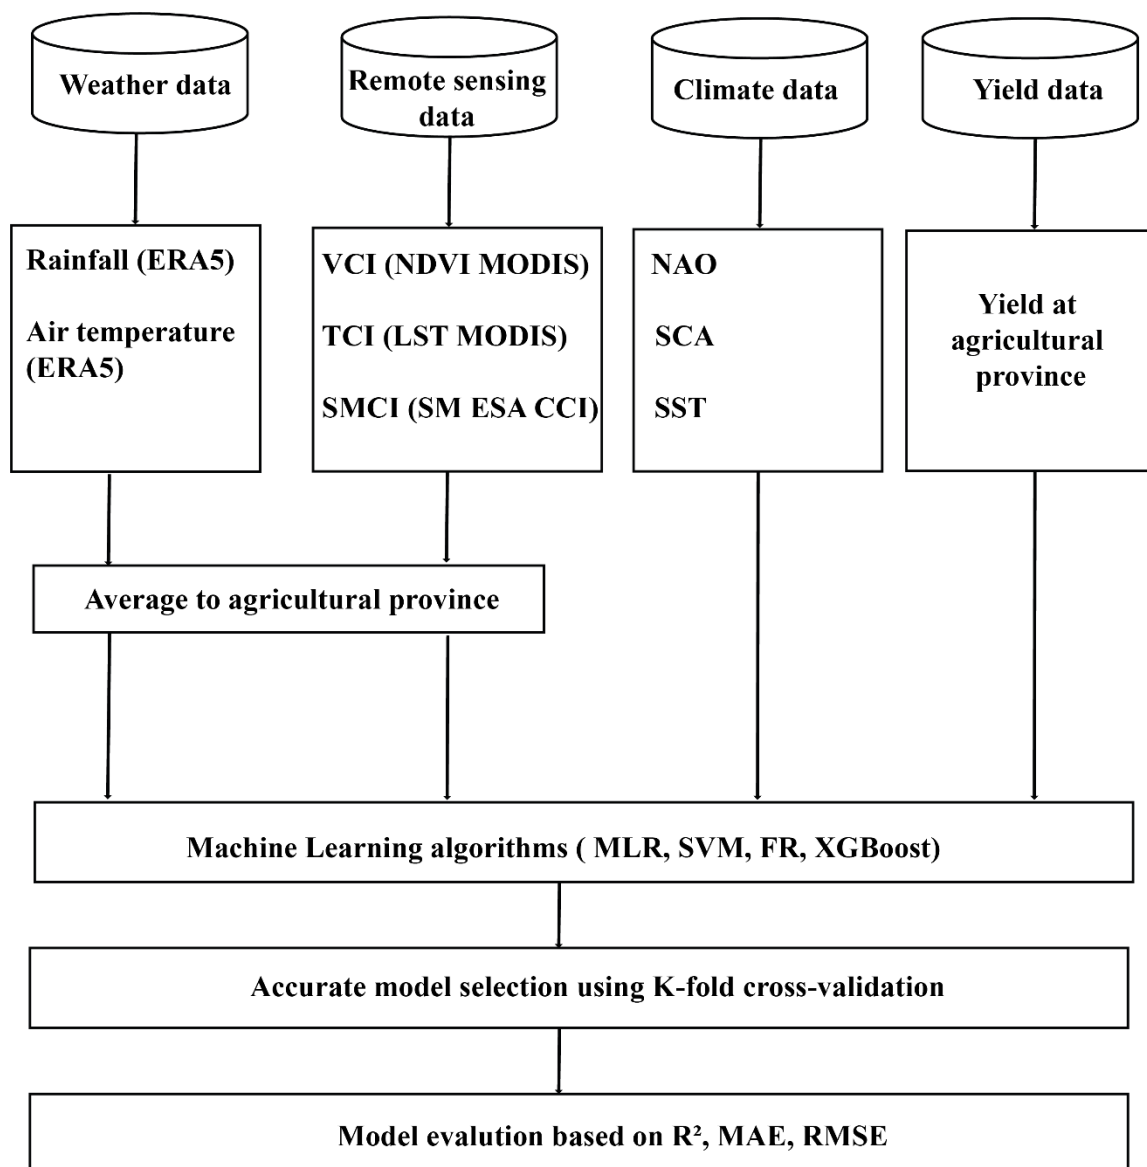 Weather data
Remote sensing
data
Climate data
Yield data
Rainfall (ERA5)
Air temperature
(ERA5)
VCI (NDVI MODIS)
TCI (LST MODIS)
SMCI (SM ESA CCI)
NAO
SCA
SST
Yield at
agricultural
province
Average to agricultural province
Machine Learning algorithms ( MLR, SVM, FR, XGBoost)
Accurate model selection using K-fold cross-validation
Model evalution based on R², MAE, RMSE